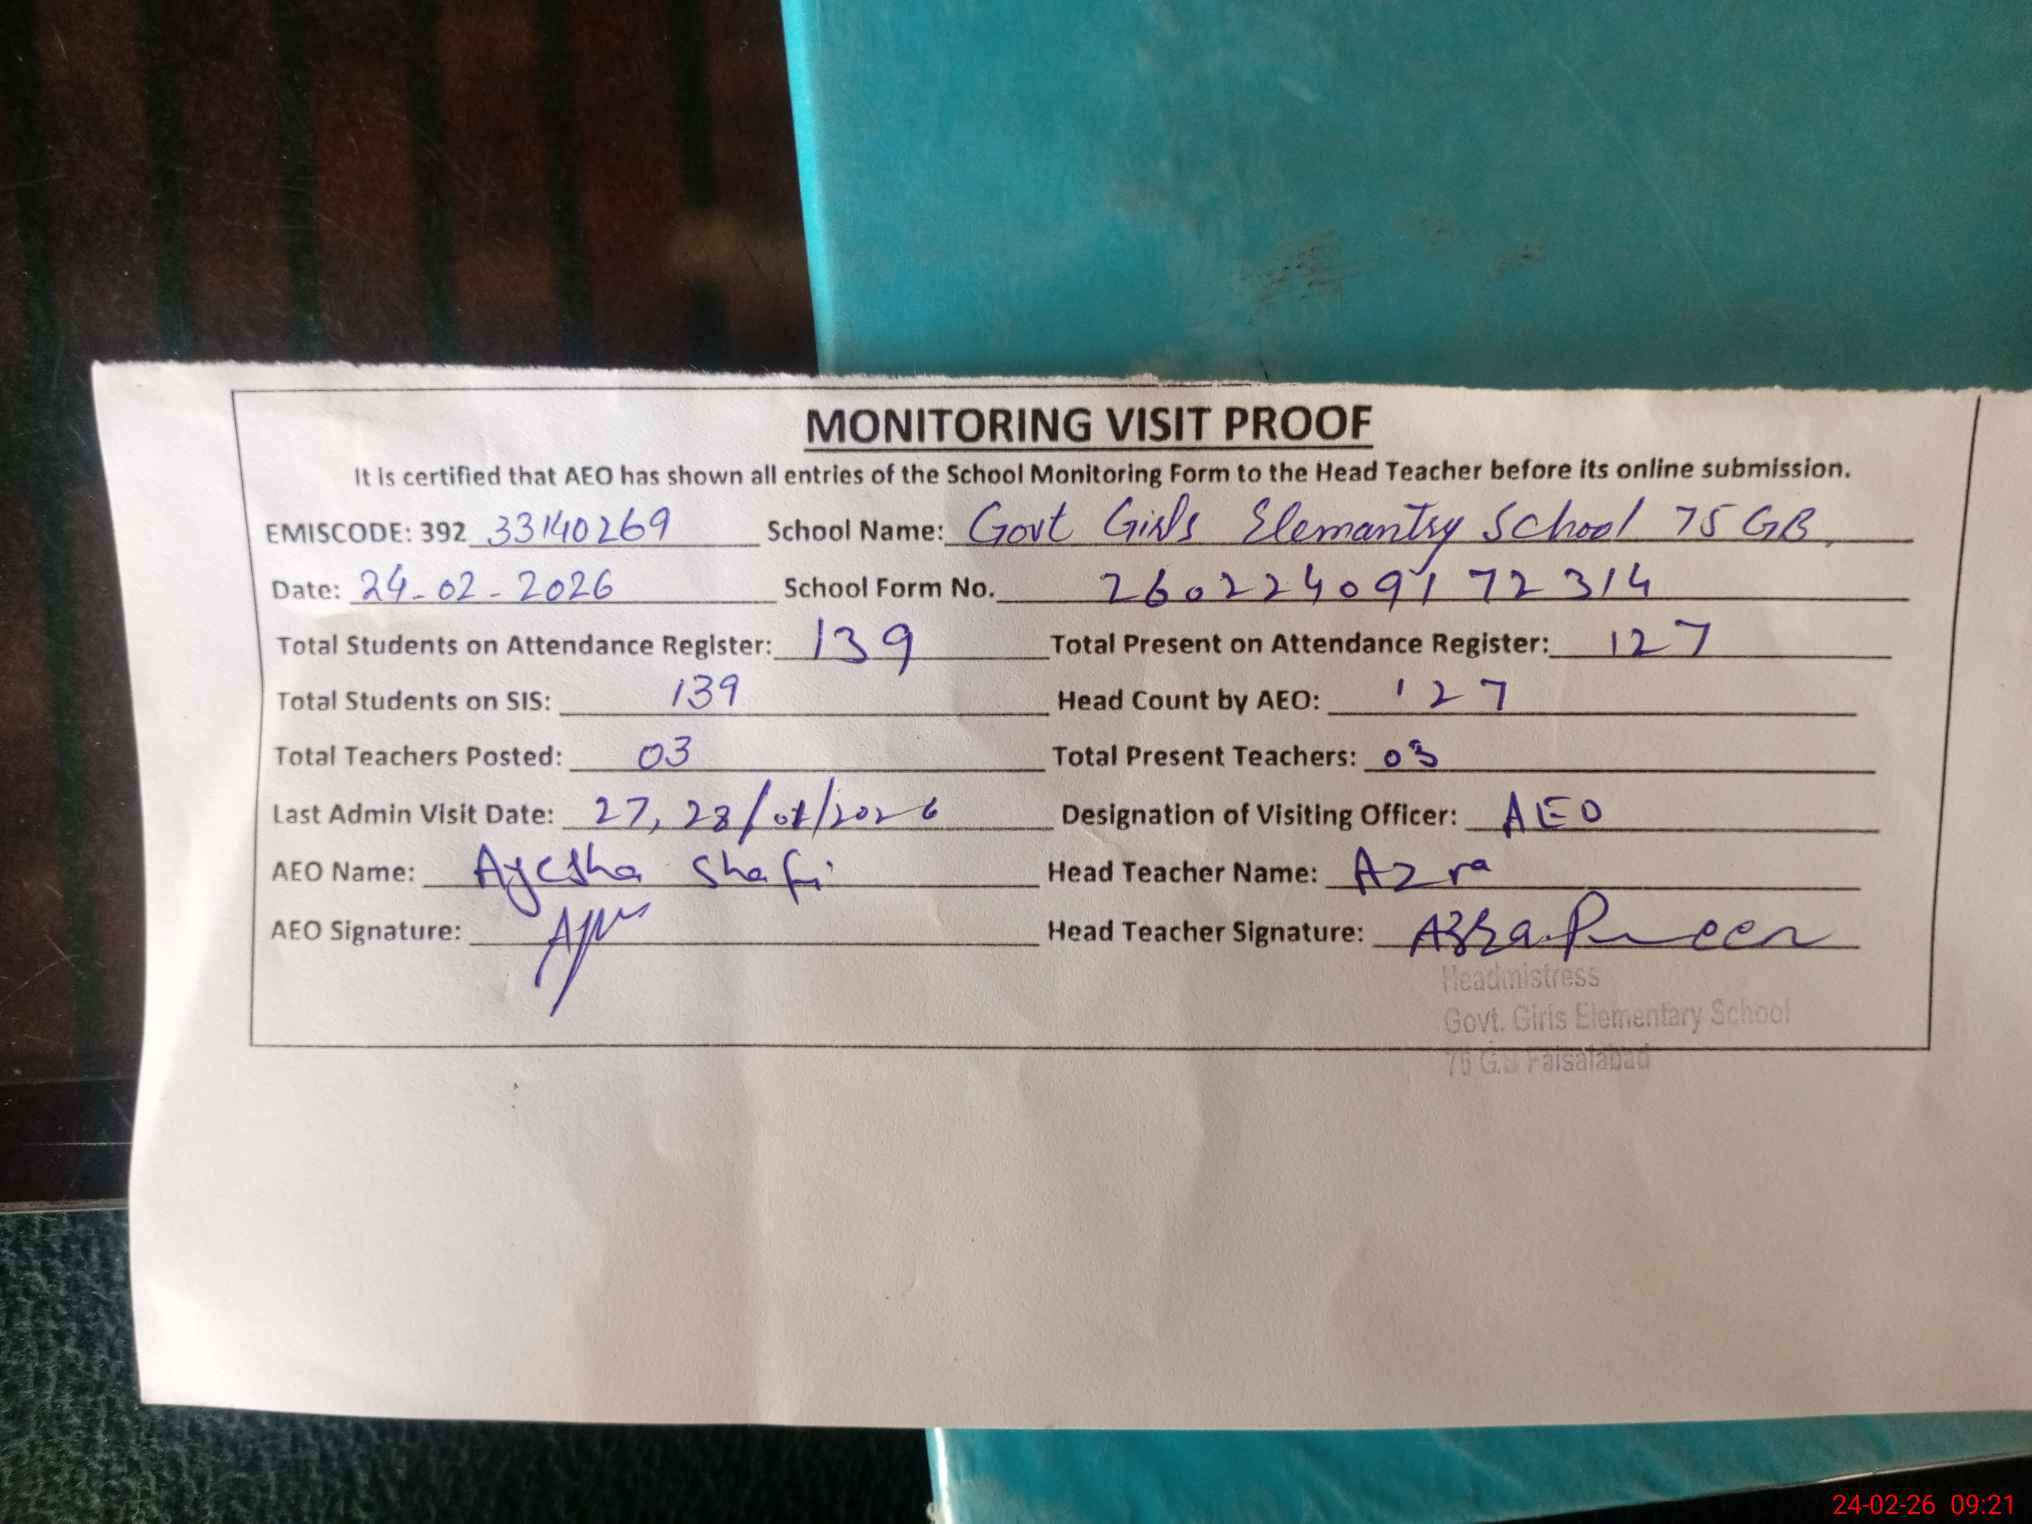 MONITORING VISIT PROOF
It is certified that AEO has shown all entries of the School Monitoring Form to the Head Teacher before its online submission.
EMISCODE: 392 33140269 School Name: Govt Girls Elemantry School 75 GB
Date: 24-02-2026 School Form No. 26022409172314
Total Students on Attendance Register: 139 Total Present on Attendance Register: 127
Total Students on SIS: 139 Head Count by AEO: 127
Total Teachers Posted: 03 Total Present Teachers: 03
Last Admin Visit Date: 27, 28/01/2026 Designation of Visiting Officer: AEO
AEO Name: Ayesha Shafi Head Teacher Name: Azra
AEO Signature: Head Teacher Signature: Azra Parveen
Headmistress
Govt. Girls Elementary School
75 G.B Faisalabad
24-02-26 09:21